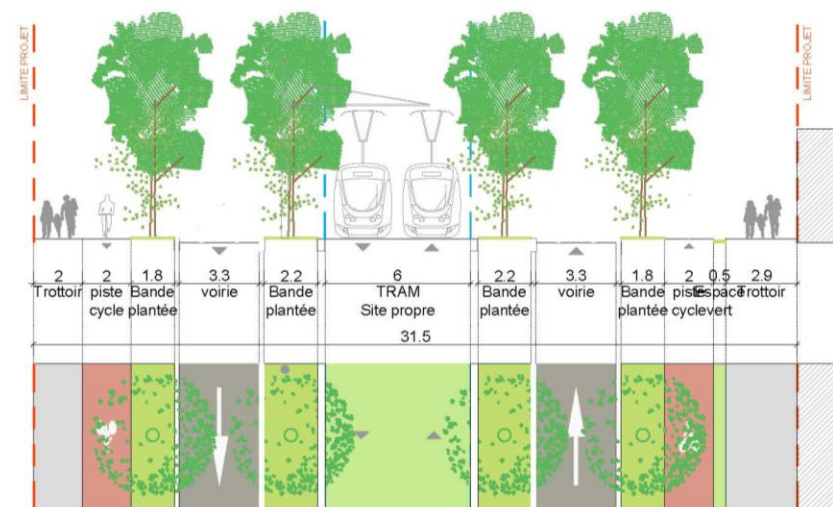 LIMITE PROJET
LIMITE PROJET
2 2 1.8 3.3 2.2 6 2.2 3.3 1.8 2 0.5 2.9
Trottoir piste Bande voirie Bande TRAM Bande voirie Bande piste Espace Trottoir
cycle plantée plantée Site propre plantée plantée cycle vert
31.5